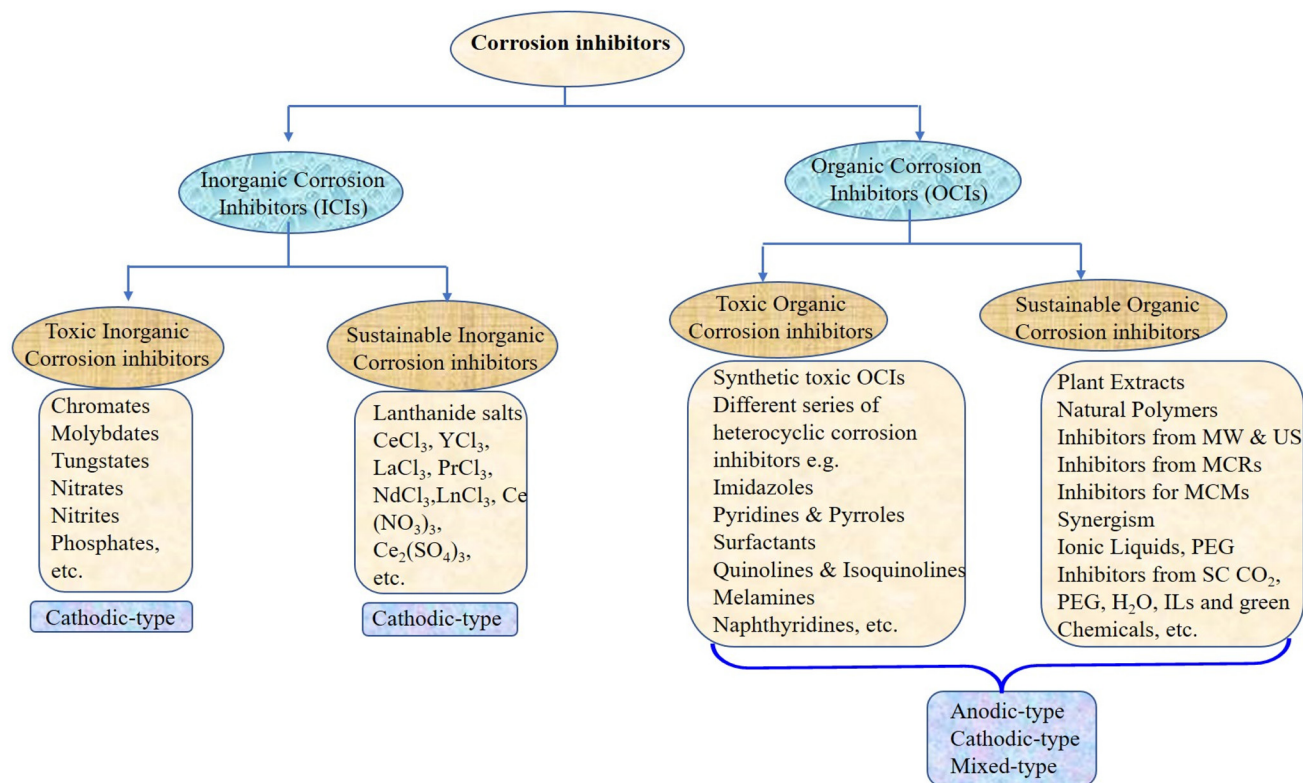 Corrosion inhibitors
Inorganic Corrosion
Inhibitors (ICIs)
Organic Corrosion
Inhibitors (OCIs)
Toxic Inorganic
Corrosion inhibitors
Sustainable Inorganic
Corrosion inhibitors
Toxic Organic
Corrosion inhibitors
Sustainable Organic
Corrosion inhibitors
Chromates
Molybdates
Tungstates
Nitrates
Nitrites
Phosphates,
etc.
Cathodic-type
Lanthanide salts
CeCl₃, YCl₃,
LaCl₃, PrCl₃,
NdCl₃,LnCl₃, Ce
(NO₃)₃,
Ce₂(SO₄)₃,
etc.
Cathodic-type
Synthetic toxic OCIs
Different series of
heterocyclic corrosion
inhibitors e.g.
Imidazoles
Pyridines & Pyrroles
Surfactants
Quinolines & Isoquinolines
Melamines
Naphthyridines, etc.
Plant Extracts
Natural Polymers
Inhibitors from MW & US
Inhibitors from MCRs
Inhibitors for MCMs
Synergism
Ionic Liquids, PEG
Inhibitors from SC CO₂,
PEG, H₂O, ILs and green
Chemicals, etc.
Anodic-type
Cathodic-type
Mixed-type